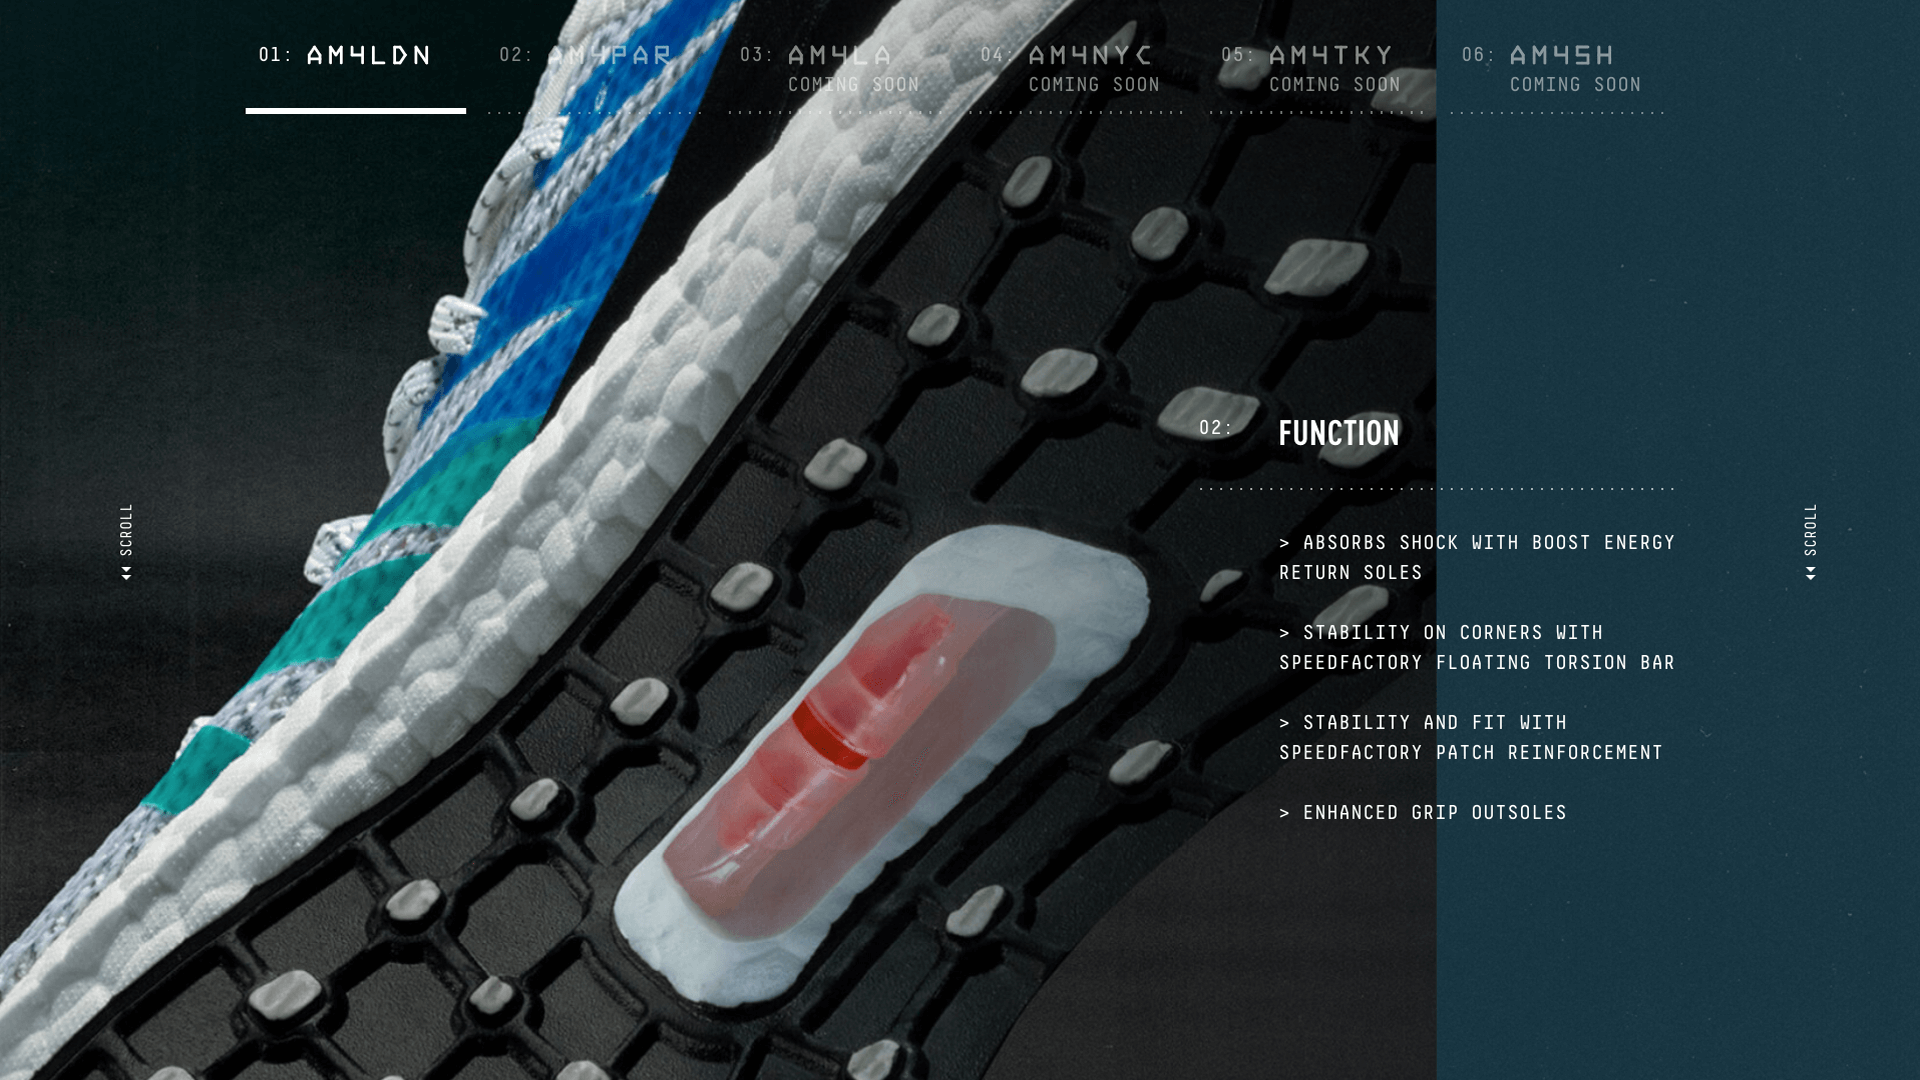 01: AM4LDN
02: AM4PAR
03: AM4LA
COMING SOON
04: AM4NYC
COMING SOON
05: AM4TKY
COMING SOON
06: AM4SH
COMING SOON
02: FUNCTION
SCROLL
SCROLL
> ABSORBS SHOCK WITH BOOST ENERGY
RETURN SOLES
> STABILITY ON CORNERS WITH
SPEEDFACTORY FLOATING TORSION BAR
> STABILITY AND FIT WITH
SPEEDFACTORY PATCH REINFORCEMENT
> ENHANCED GRIP OUTSOLES